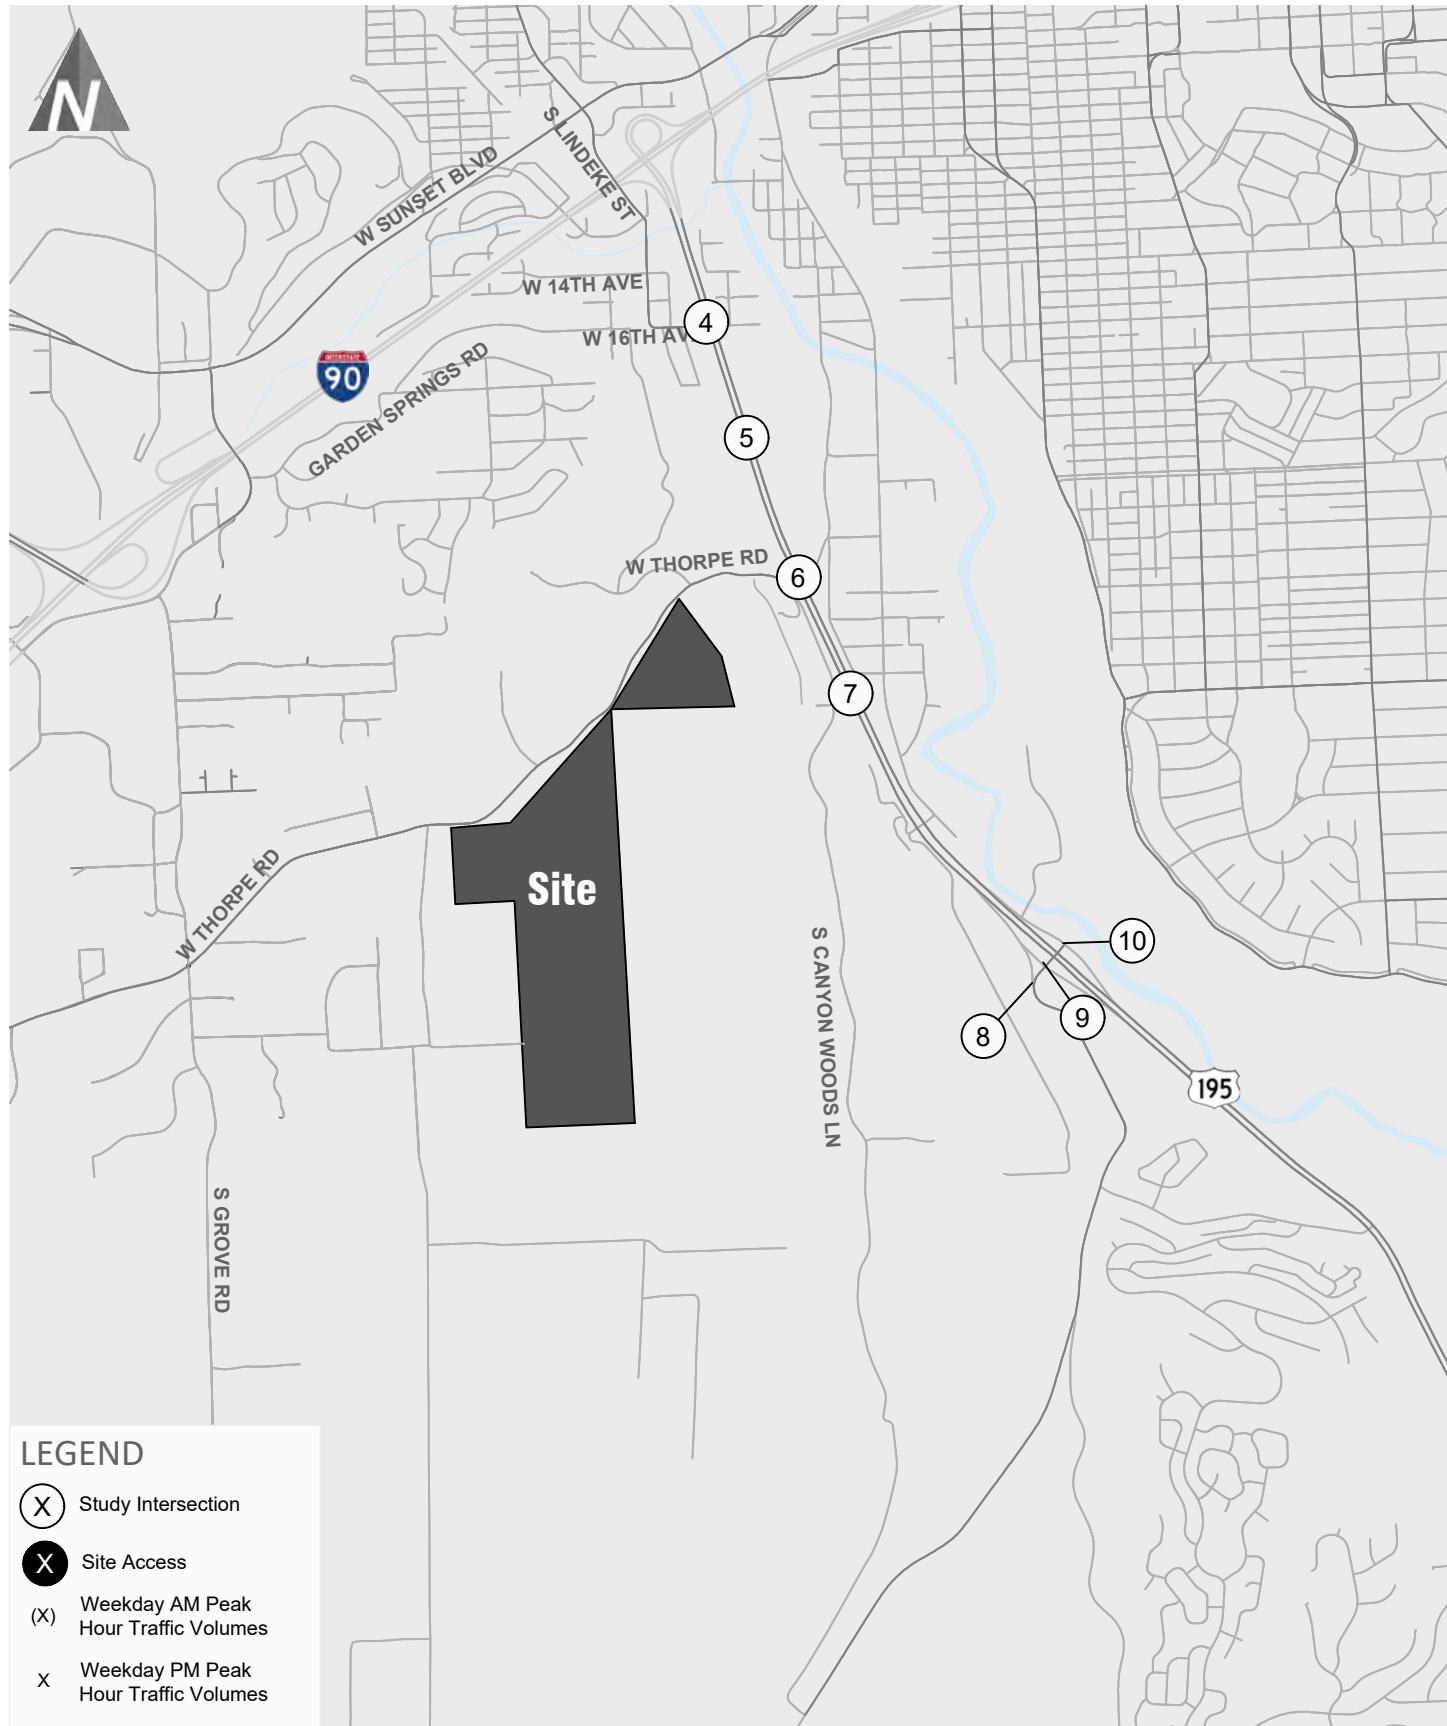 N
S LINDEKE ST
W SUNSET BLVD
W 14TH AVE
4
W 16TH AV
INTERSTATE
90
GARDEN SPRINGS RD
5
W THORPE RD
6
7
Site
W THORPE RD
S CANYON WOODS LN
10
9
8
195
S GROVE RD
LEGEND
X Study Intersection
X Site Access
(X) Weekday AM Peak
Hour Traffic Volumes
X Weekday PM Peak
Hour Traffic Volumes